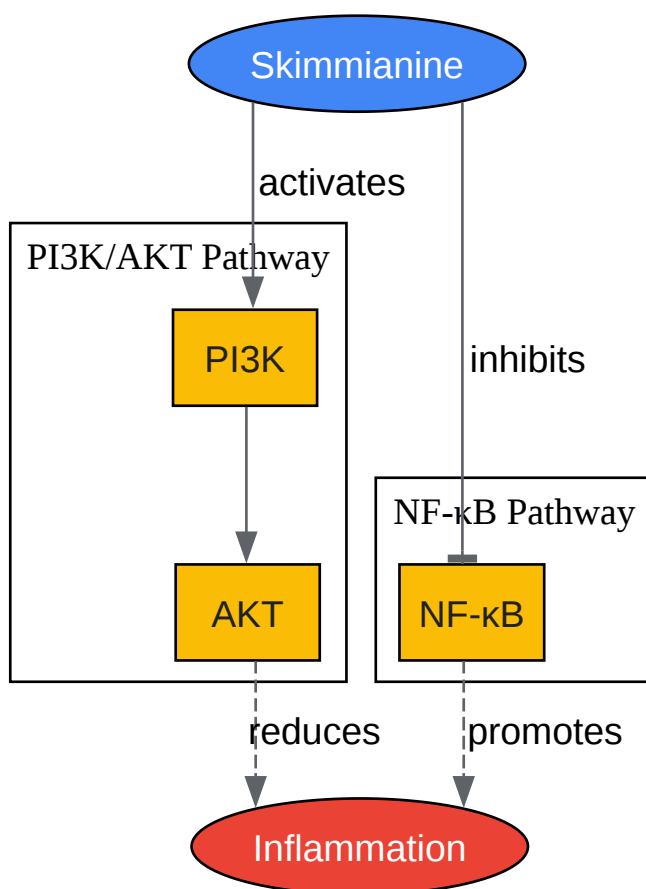 Skimmianine
activates
PI3K/AKT Pathway
PI3K
inhibits
NF-κB Pathway
AKT
NF-κB
reduces
promotes
Inflammation